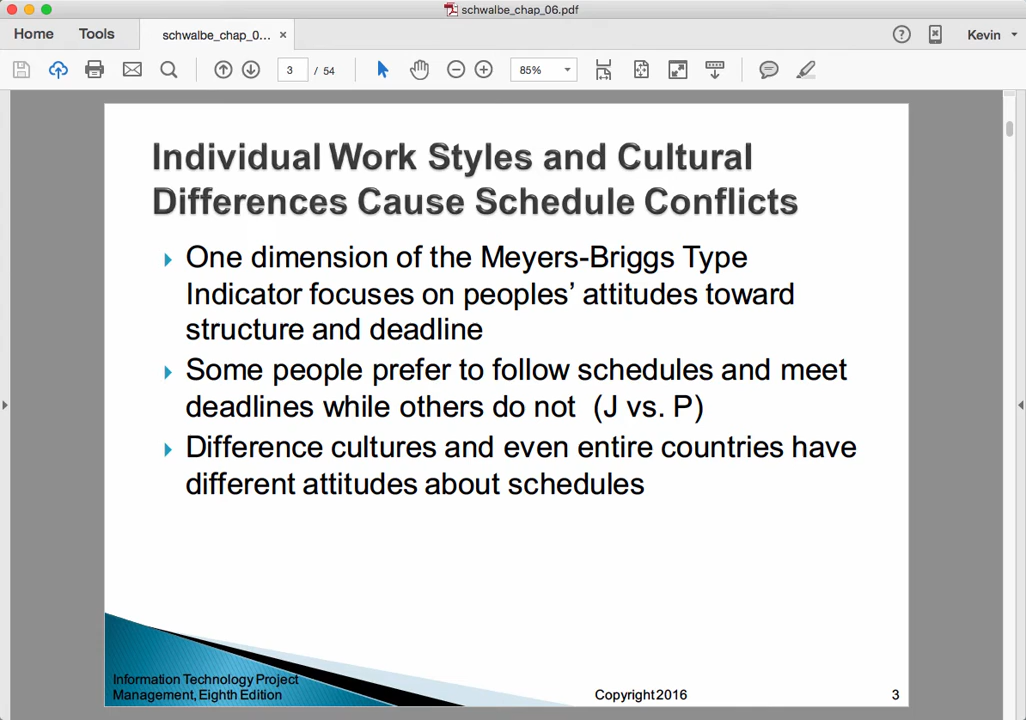 schwalbe_chap_06.pdf
Home Tools schwalbe_chap_0... × Kevin
3 / 54 85%
Individual Work Styles and Cultural
Differences Cause Schedule Conflicts
One dimension of the Meyers-Briggs Type
Indicator focuses on peoples’ attitudes toward
structure and deadline
Some people prefer to follow schedules and meet
deadlines while others do not (J vs. P)
Difference cultures and even entire countries have
different attitudes about schedules
Information Technology Project
Management, Eighth Edition
Copyright 2016
3